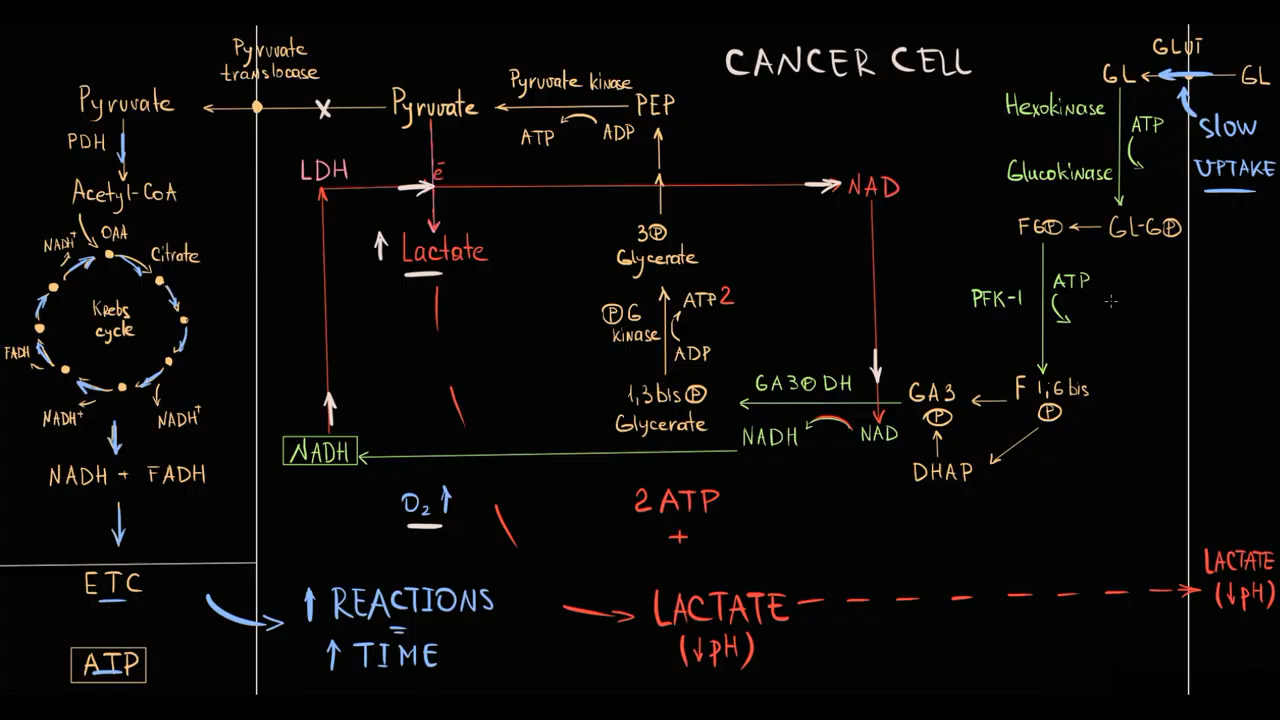 CANCER CELL
Pyruvate
translocase
Pyruvate
PDH
Acetyl-CoA
OAA
NADH⁺
Citrate
Krebs
cycle
FADH
NADH⁺
NADH⁺
NADH + FADH
ETC
ATP
Pyruvate
Pyruvate kinase
PEP
ATP
ADP
LDH
e⁻
NAD
↑ Lactate
3 Ⓟ
Glycerate
Ⓟ G
kinase
ATP 2
ADP
1,3 bis Ⓟ
Glycerate
NADH
GA3ⓅDH
NADH
NAD
GA3
Ⓟ
DHAP
F 1,6 bis
Ⓟ
PFK-1
ATP
F6Ⓟ
GL-6Ⓟ
Hexokinase
ATP
Glucokinase
GL
GLUT
GL
SLOW
UPTAKE
O₂ ↑
2 ATP
+
↑ REACTIONS
=
↑ TIME
LACTATE
(↓pH)
LACTATE
(↓pH)